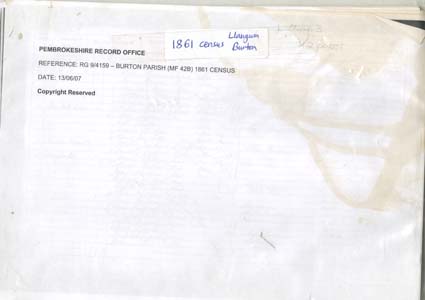 1861 census Llangwm
Burton
PEMBROKESHIRE RECORD OFFICE
REFERENCE: RG 9/4159 – BURTON PARISH (MF 42B) 1861 CENSUS
DATE: 13/06/07
Copyright Reserved